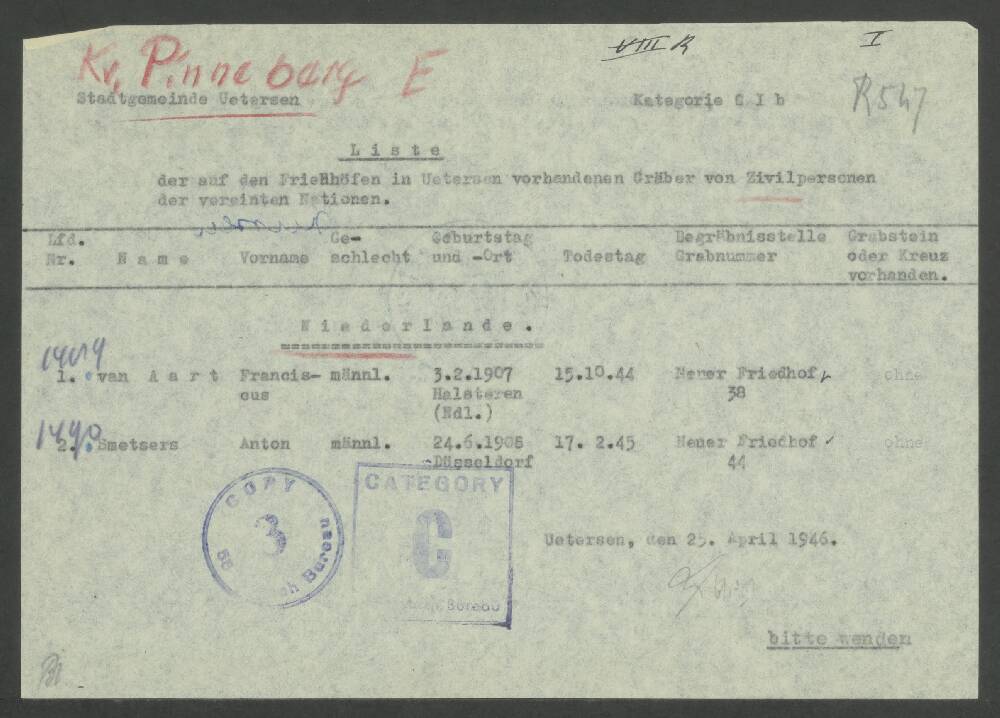 Kr. Pinneberg E
VIII R
I
Stadtgemeinde Uetersen
Kategorie C I b
R 547
Liste
der auf den Friedhöfen in Uetersen vorhandenen Gräber von Zivilpersonen
der vereinten Nationen.
Lfd. Ge- Geburtstag Begräbnisstelle Grabstein
Nr. Name Vorname schlecht und -Ort Todestag Grabnummer oder Kreuz
vorhanden.
Niederlande.
1. van Aart Francis- männl. 3.2.1907 15.10.44 Neuer Friedhof, ohne
cus Halsteren 38
(Ndl.)
1490
2. Smetsers Anton männl. 24.6.1908 17. 2.45 Neuer Friedhof ohne
-Düsseldorf 44
COPY
3
CATEGORY
C
Bureau
Uetersen, den 25. April 1946.
bitte wenden